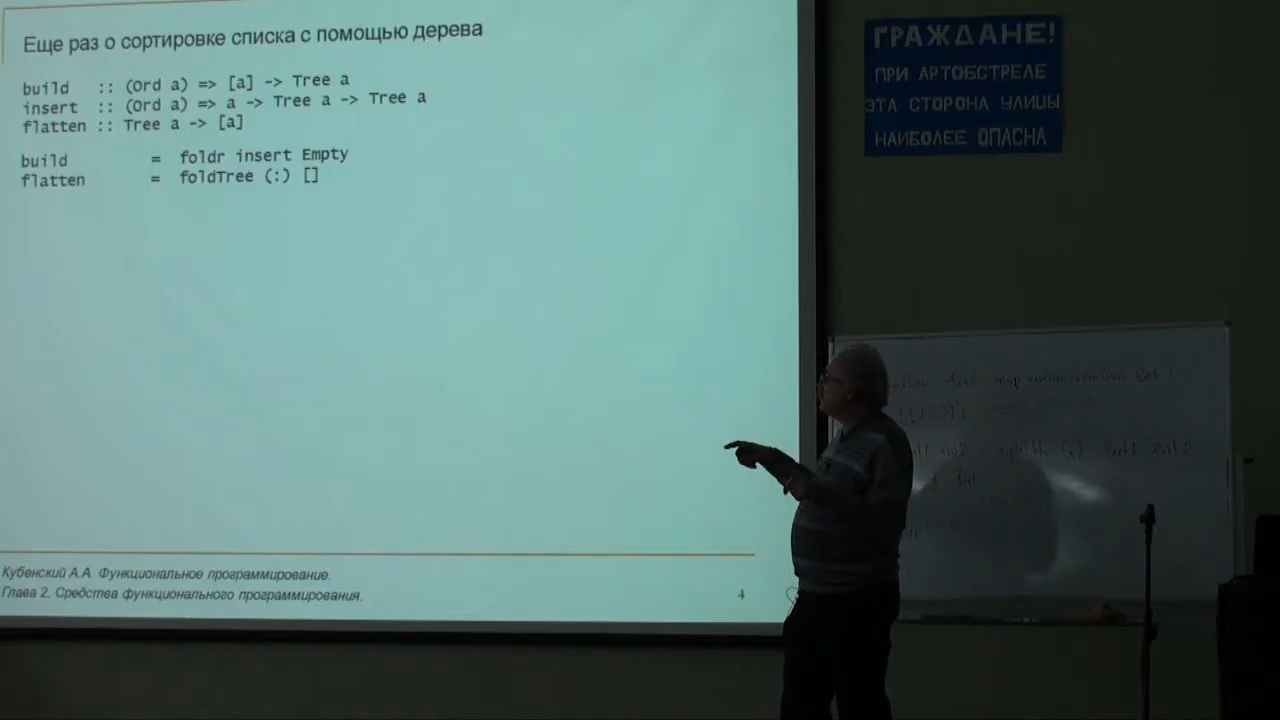 Еще раз о сортировке списка с помощью дерева
build :: (Ord a) => [a] -> Tree a
insert :: (Ord a) => a -> Tree a -> Tree a
flatten :: Tree a -> [a]
build = foldr insert Empty
flatten = foldTree (:) []
Кубенский А.А. Функциональное программирование.
Глава 2. Средства функционального программирования.
4
ГРАЖДАНЕ!
ПРИ АРТОБСТРЕЛЕ
ЭТА СТОРОНА УЛИЦЫ
НАИБОЛЕЕ ОПАСНА